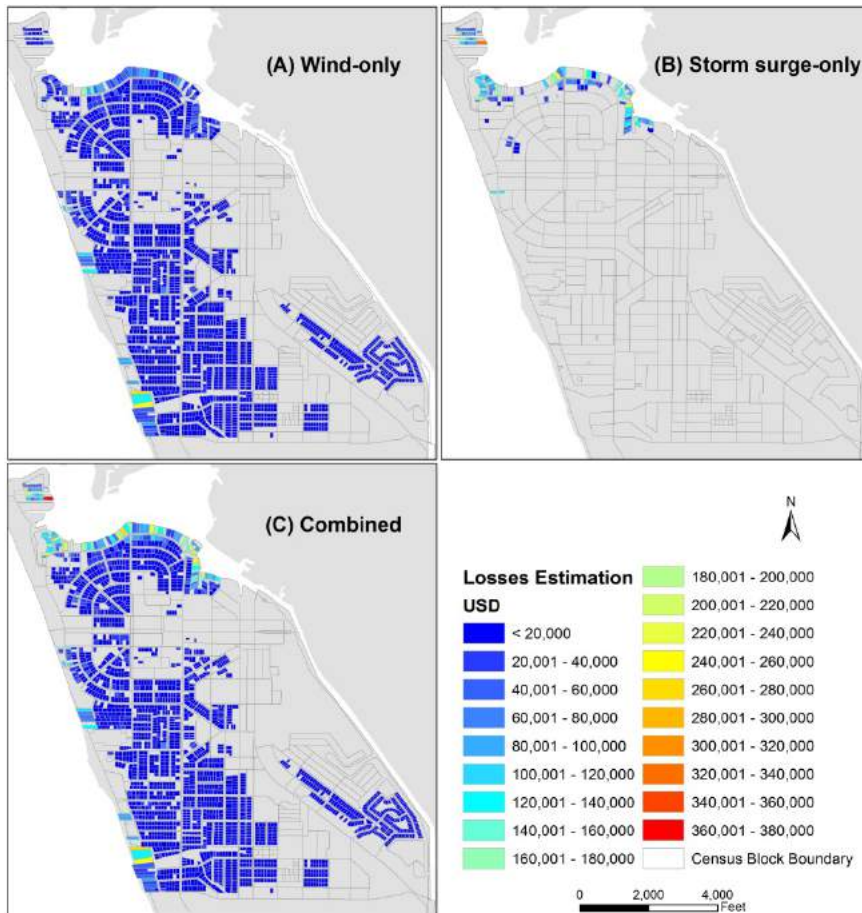 (A) Wind-only
(B) Storm surge-only
(C) Combined
N
Losses Estimation
USD
< 20,000
20,001 - 40,000
40,001 - 60,000
60,001 - 80,000
80,001 - 100,000
100,001 - 120,000
120,001 - 140,000
140,001 - 160,000
160,001 - 180,000
180,001 - 200,000
200,001 - 220,000
220,001 - 240,000
240,001 - 260,000
260,001 - 280,000
280,001 - 300,000
300,001 - 320,000
320,001 - 340,000
340,001 - 360,000
360,001 - 380,000
Census Block Boundary
0 2,000 4,000
Feet